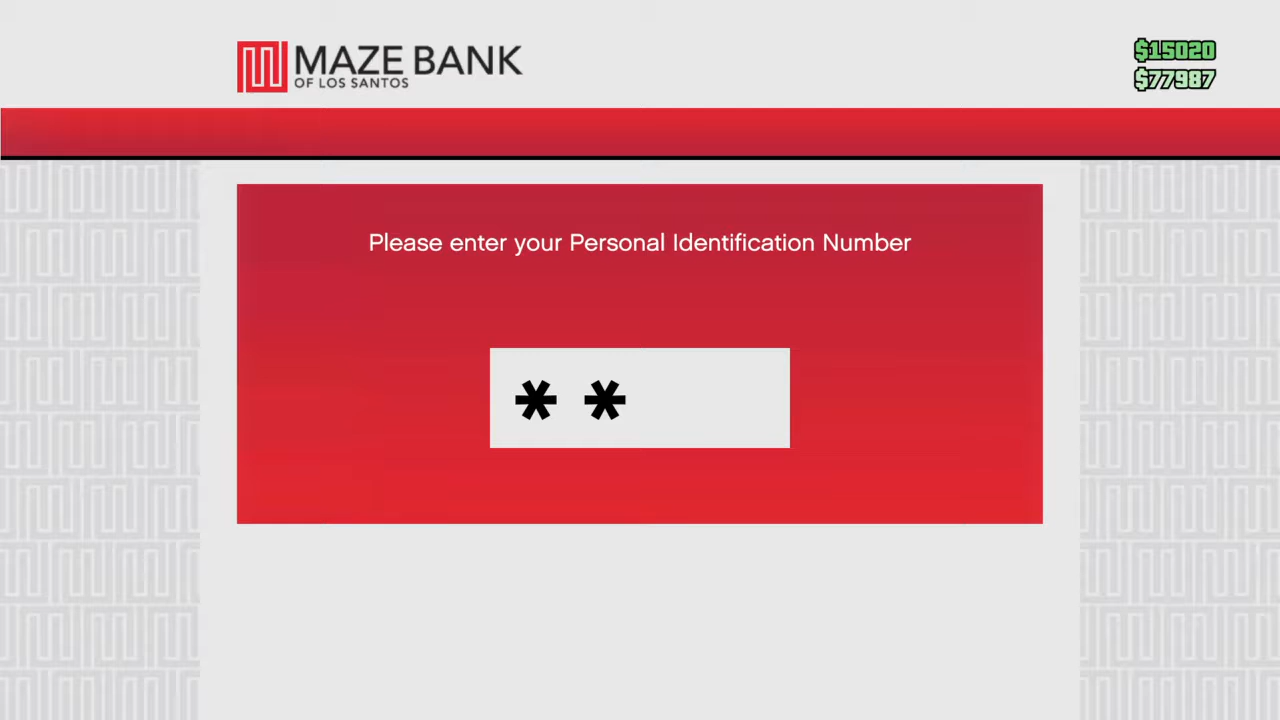 MAZE BANK
OF LOS SANTOS
$15020
$77987
Please enter your Personal Identification Number
* *